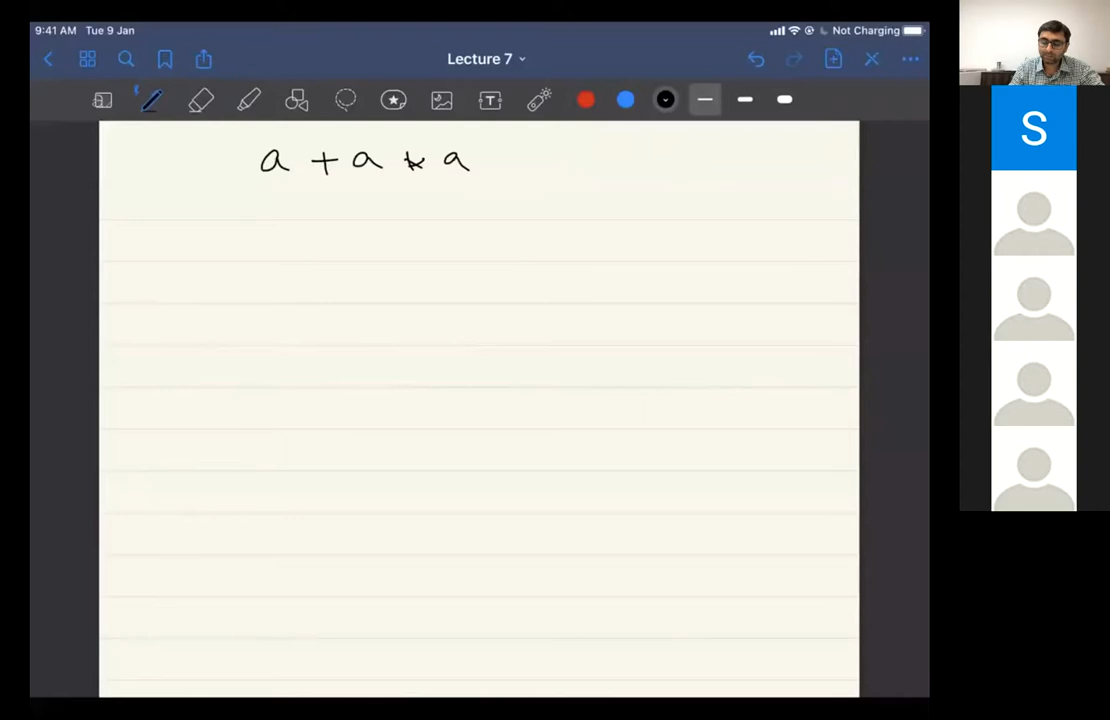 9:41 AM Tue 9 Jan
Not Charging
Lecture 7
T
a + a * a
S